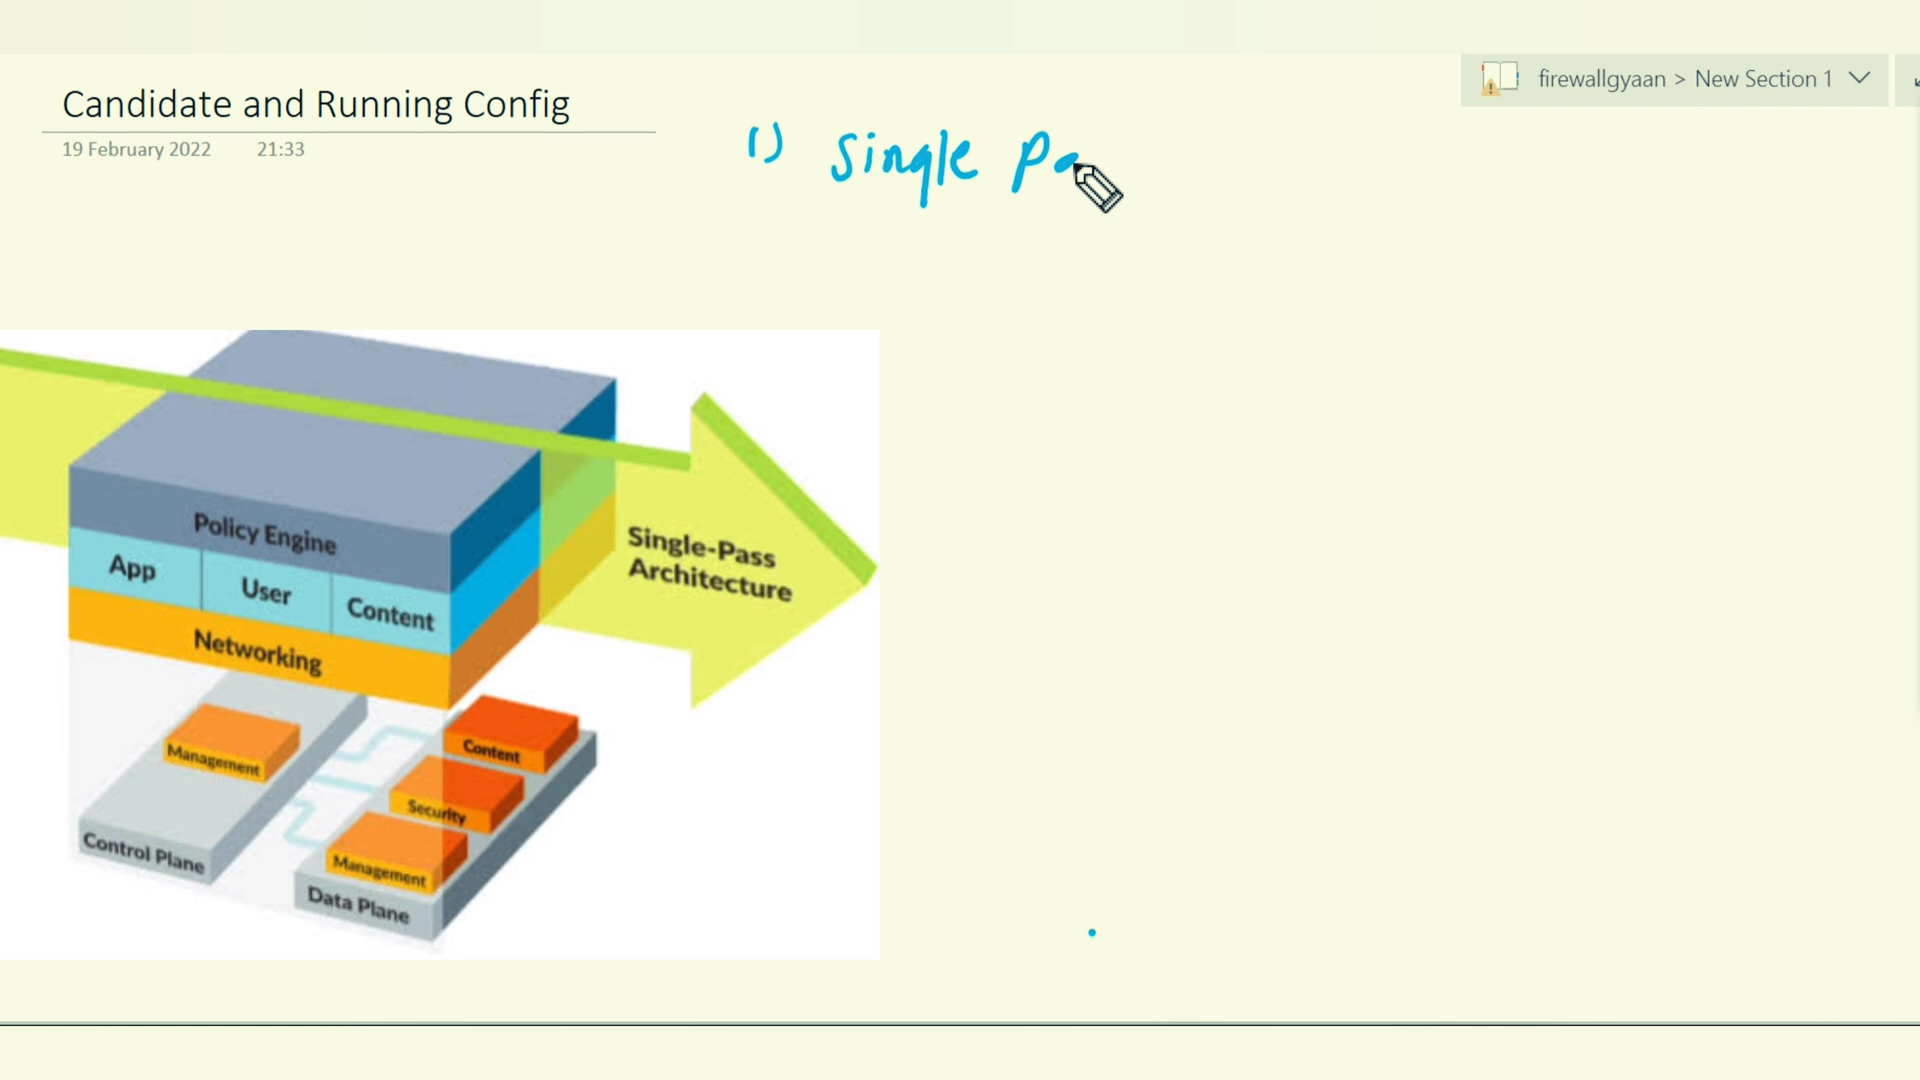 firewallgyaan > New Section 1
Candidate and Running Config
19 February 2022 21:33
1) Single Pa
Policy Engine
App User Content
Networking
Single-Pass
Architecture
Management
Control Plane
Content
Security
Management
Data Plane